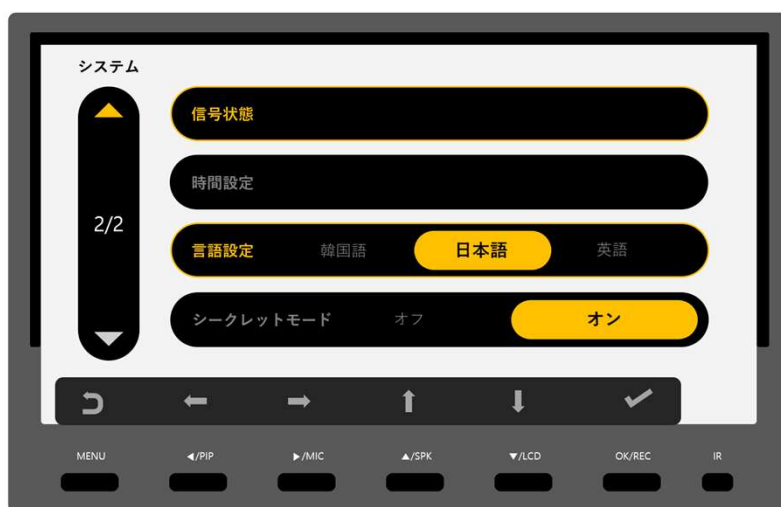 システム
信号状態
時間設定
2/2
言語設定 韓国語 日本語 英語
シークレットモード オフ オン
MENU ◀/PIP ▶/MIC ▲/SPK ▼/LCD OK/REC IR